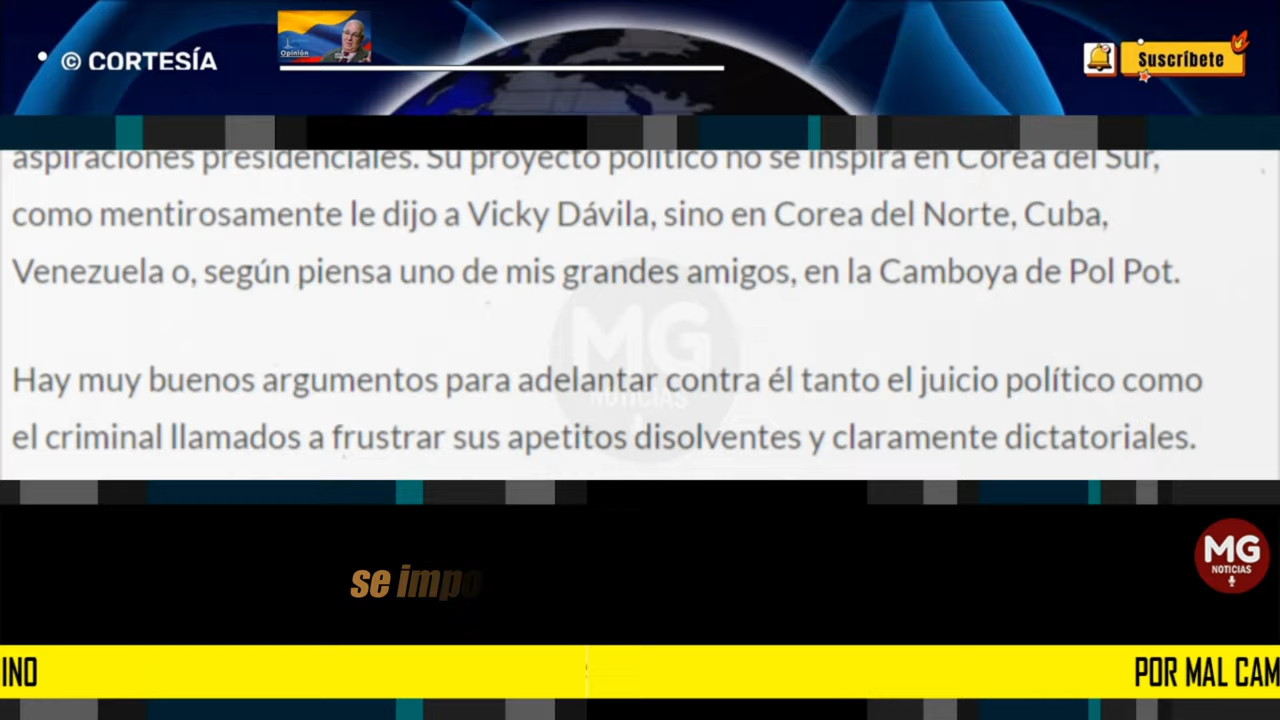 © CORTESÍA
Opinión
Suscríbete
aspiraciones presidenciales. Su proyecto político no se inspira en Corea del Sur,
como mentirosamente le dijo a Vicky Dávila, sino en Corea del Norte, Cuba,
Venezuela o, según piensa uno de mis grandes amigos, en la Camboya de Pol Pot.
MG
NOTICIAS
Hay muy buenos argumentos para adelantar contra él tanto el juicio político como
el criminal llamados a frustrar sus apetitos disolventes y claramente dictatoriales.
MG
NOTICIAS
se impo
INO
POR MAL CAM